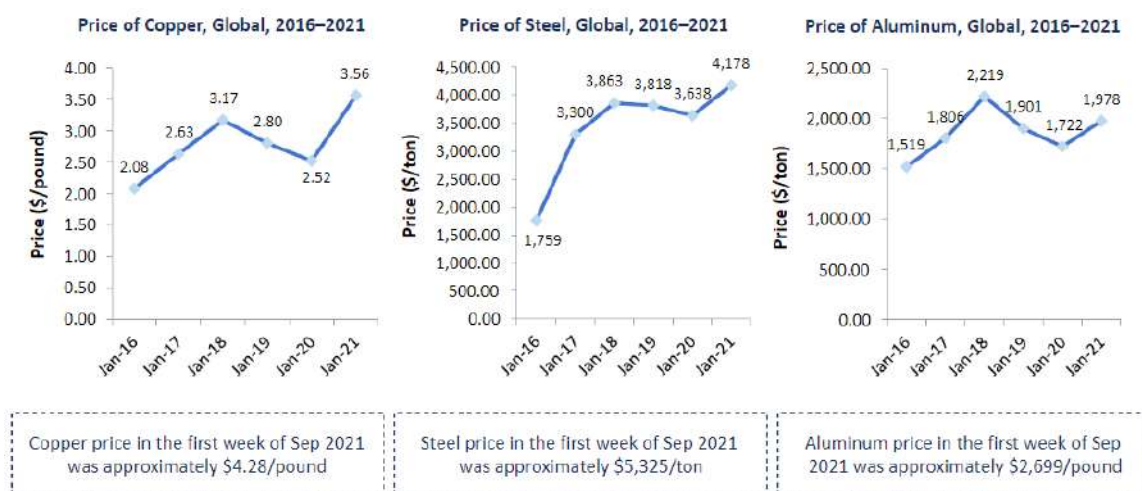 Price of Copper, Global, 2016–2021
4.00
3.50
3.00
2.50
2.00
1.50
1.00
0.50
0.00
Price ($/pound)
2.08
2.63
3.17
2.80
2.52
3.56
Jan-16
Jan-17
Jan-18
Jan-19
Jan-20
Jan-21
Price of Steel, Global, 2016–2021
4,500.00
4,000.00
3,500.00
3,000.00
2,500.00
2,000.00
1,500.00
1,000.00
500.00
0.00
Price ($/ton)
1,759
3,300
3,863
3,818
3,638
4,178
Jan-16
Jan-17
Jan-18
Jan-19
Jan-20
Jan-21
Price of Aluminum, Global, 2016–2021
2,500.00
2,000.00
1,500.00
1,000.00
500.00
0.00
Price ($/ton)
1,519
1,806
2,219
1,901
1,722
1,978
Jan-16
Jan-17
Jan-18
Jan-19
Jan-20
Jan-21
Copper price in the first week of Sep 2021
was approximately $4.28/pound
Steel price in the first week of Sep 2021
was approximately $5,325/ton
Aluminum price in the first week of Sep
2021 was approximately $2,699/pound